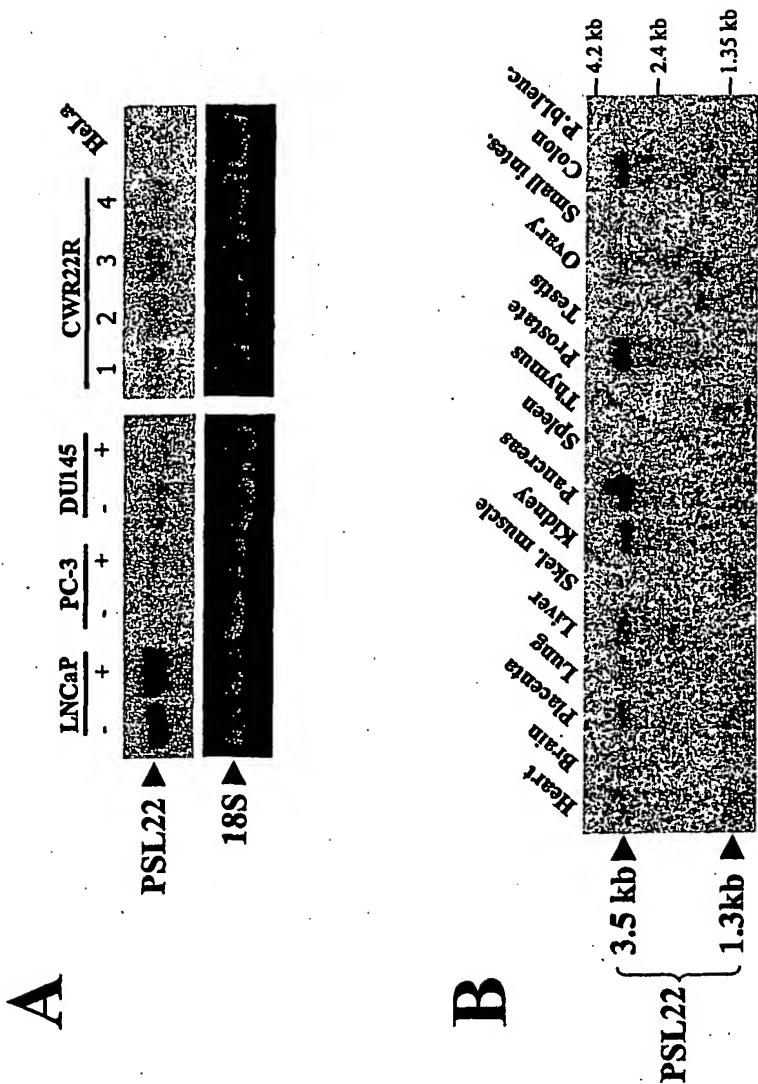 A
LNCaP PC-3 DU145 CWR22R
- + - + - + 1 2 3 4 HeLa
PSL22
18S
B
Heart Brain Placenta Lung Liver Skel. muscle Kidney Pancreas Spleen Thymus Prostate Testis Ovary Small intes. Colon P.bl.leuc.
4.2 kb
3.5 kb
2.4 kb
1.3kb
1.35 kb
PSL22